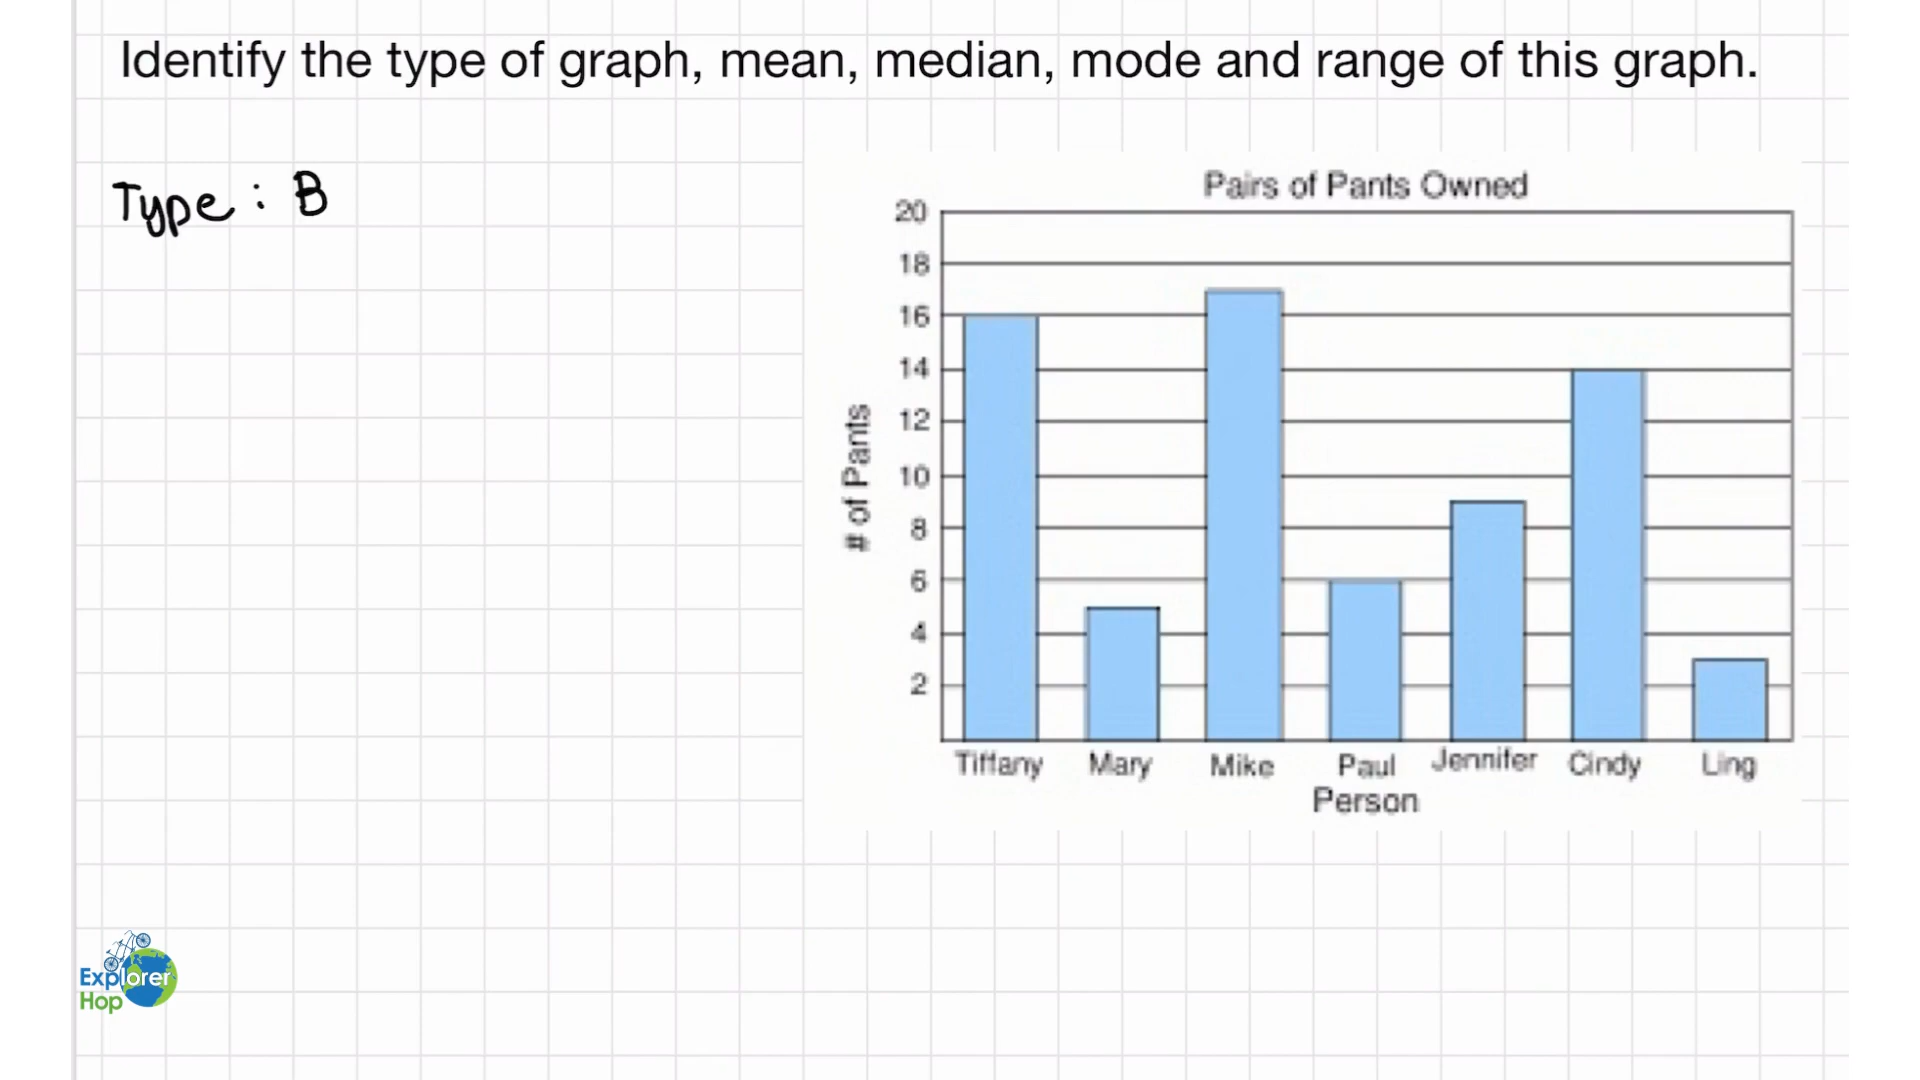 Identify the type of graph, mean, median, mode and range of this graph.
Type : B
Pairs of Pants Owned
20
18
16
14
12
10
8
6
4
2
# of Pants
Tiffany Mary Mike Paul Jennifer Cindy Ling
Person
Explorer
Hop